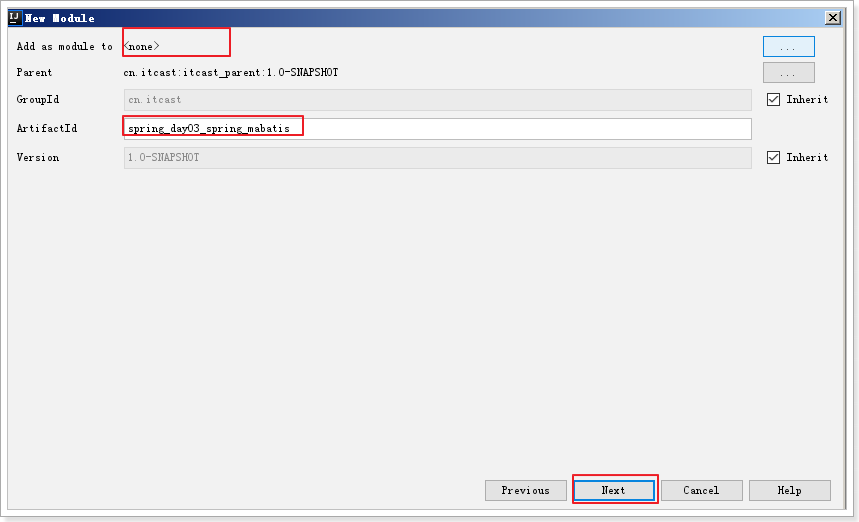 IJ New Module
Add as module to <none> ...
Parent cn.itcast:itcast_parent:1.0-SNAPSHOT ...
GroupId cn.itcast Inherit
ArtifactId spring_day03_spring_mabatis
Version 1.0-SNAPSHOT Inherit
Previous Next Cancel Help